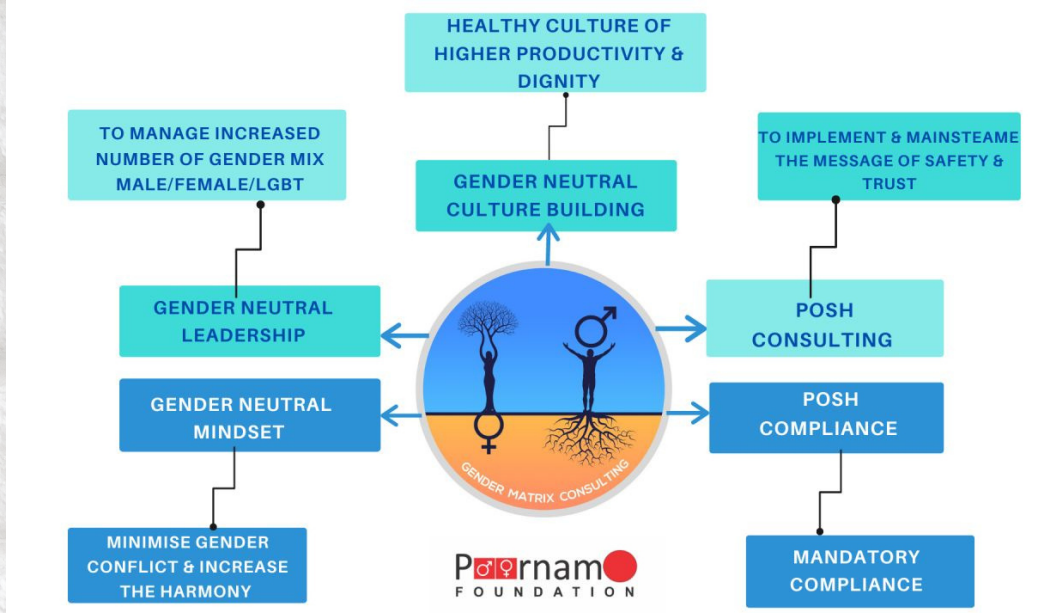 HEALTHY CULTURE OF
HIGHER PRODUCTIVITY &
DIGNITY
TO MANAGE INCREASED
NUMBER OF GENDER MIX
MALE/FEMALE/LGBT
GENDER NEUTRAL
CULTURE BUILDING
TO IMPLEMENT & MAINSTEAME
THE MESSAGE OF SAFETY &
TRUST
GENDER NEUTRAL
LEADERSHIP
POSH
CONSULTING
GENDER NEUTRAL
MINDSET
POSH
COMPLIANCE
GENDER MATRIX CONSULTING
MINIMISE GENDER
CONFLICT & INCREASE
THE HARMONY
Poornam
FOUNDATION
MANDATORY
COMPLIANCE